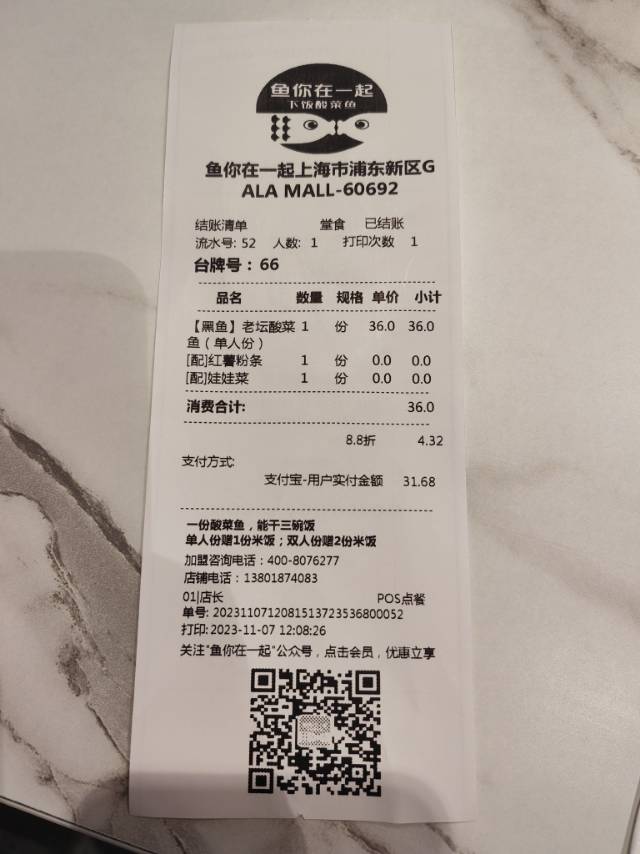 鱼你在一起
下饭酸菜鱼
鱼你在一起上海市浦东新区G
ALA MALL-60692
结账清单 堂食 已结账
流水号: 52 人数: 1 打印次数 1
台牌号：66
品名 数量 规格 单价 小计
【黑鱼】老坛酸菜 1 份 36.0 36.0
鱼（单人份）
[配]红薯粉条 1 份 0.0 0.0
[配]娃娃菜 1 份 0.0 0.0
消费合计: 36.0
8.8折 4.32
支付方式:
支付宝-用户实付金额 31.68
一份酸菜鱼，能干三碗饭
单人份赠1份米饭；双人份赠2份米饭
加盟咨询电话：400-8076277
店铺电话：13801874083
01|店长 POS点餐
单号: 2023110712081513723536800052
打印: 2023-11-07 12:08:26
关注"鱼你在一起"公众号，点击会员，优惠立享